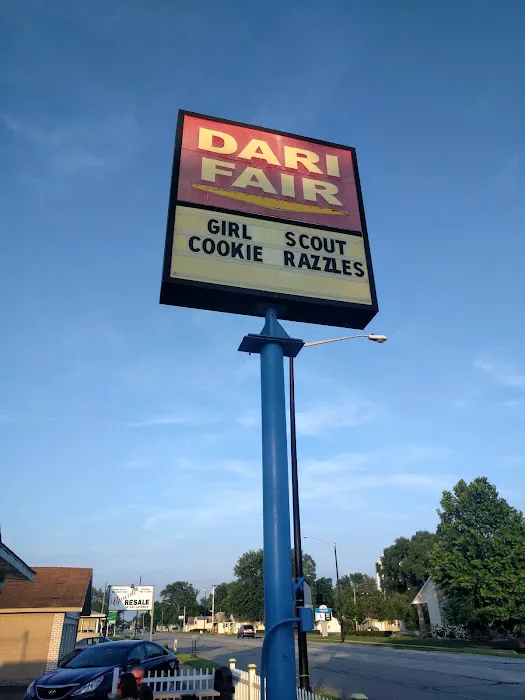 DARI
FAIR
GIRL SCOUT
COOKIE RAZZLES
RESALE